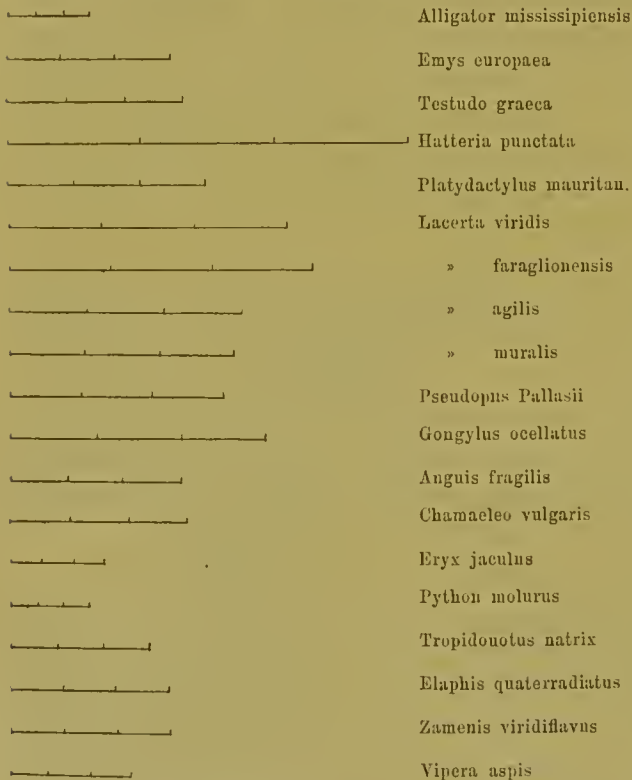 Alligator mississipiensis
Emys europaea
Testudo graeca
Hatteria punctata
Platydactylus mauritan.
Lacerta viridis
» faraglionensis
» agilis
» muralis
Pseudopus Pallasii
Gongylus ocellatus
Anguis fragilis
Chamaeleo vulgaris
Eryx jaculus
Python molurus
Tropidonotus natrix
Elaphis quaterradiatus
Zamenis viridiflavus
Vipera aspis